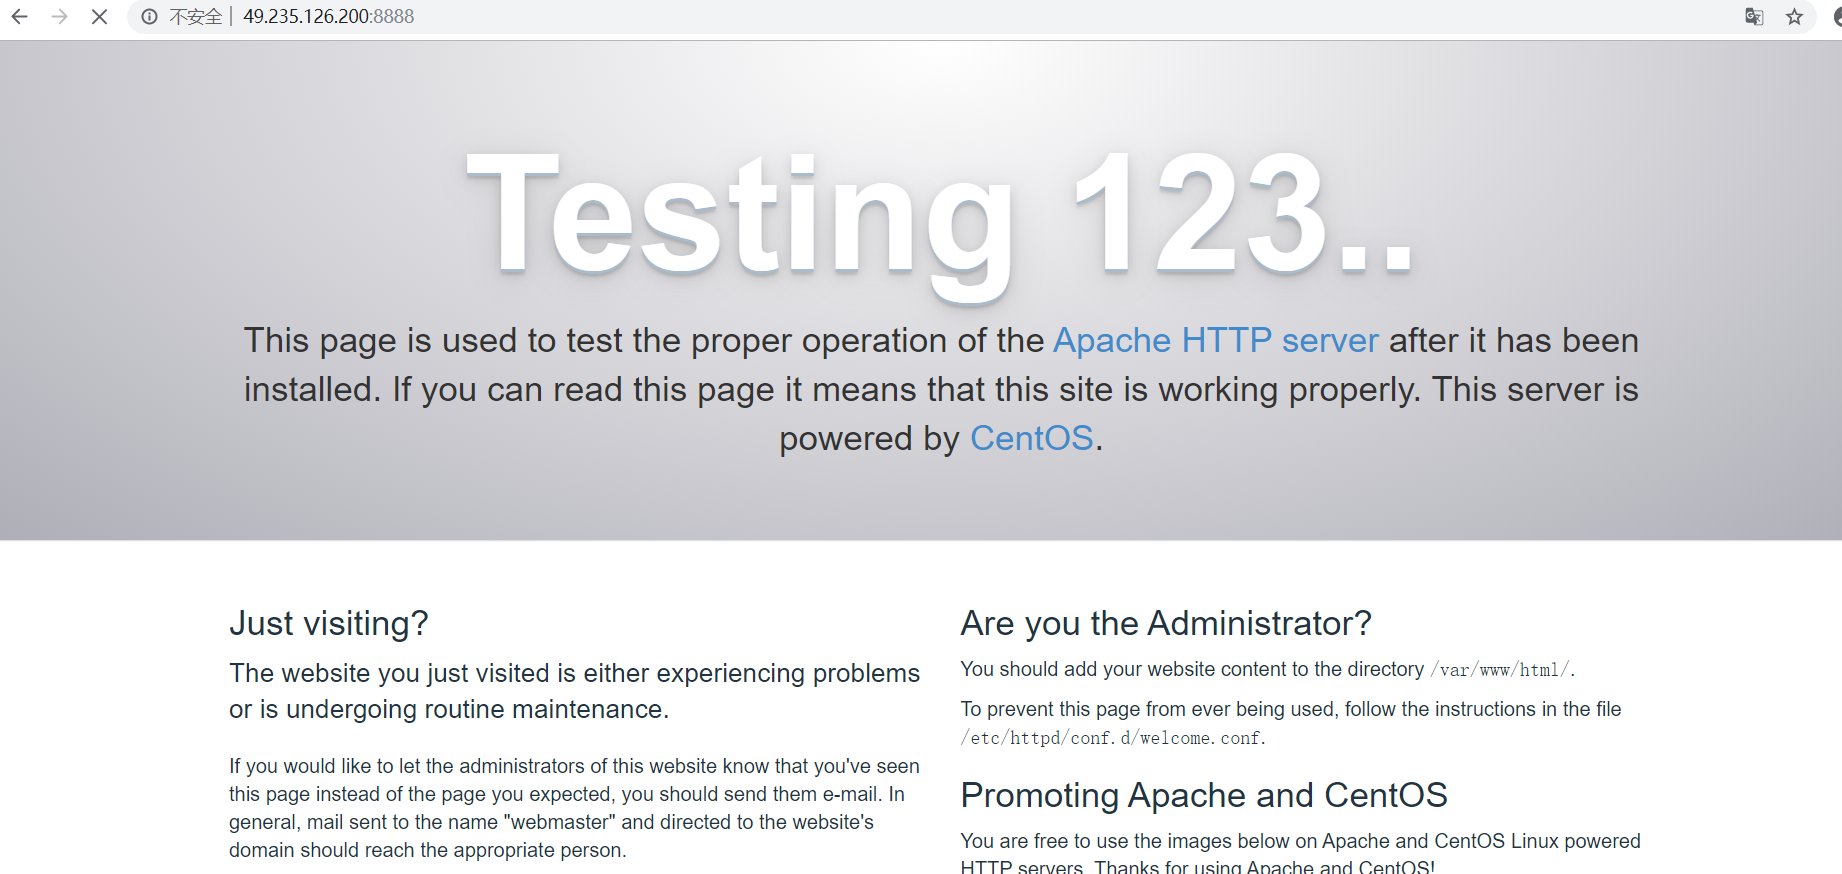 不安全 49.235.126.200:8888
Testing 123..
This page is used to test the proper operation of the Apache HTTP server after it has been
installed. If you can read this page it means that this site is working properly. This server is
powered by CentOS.
Just visiting?
The website you just visited is either experiencing problems
or is undergoing routine maintenance.
If you would like to let the administrators of this website know that you've seen
this page instead of the page you expected, you should send them e-mail. In
general, mail sent to the name "webmaster" and directed to the website's
domain should reach the appropriate person.
Are you the Administrator?
You should add your website content to the directory /var/www/html/.
To prevent this page from ever being used, follow the instructions in the file
/etc/httpd/conf.d/welcome.conf.
Promoting Apache and CentOS
You are free to use the images below on Apache and CentOS Linux powered
HTTP servers. Thanks for using Apache and CentOS!